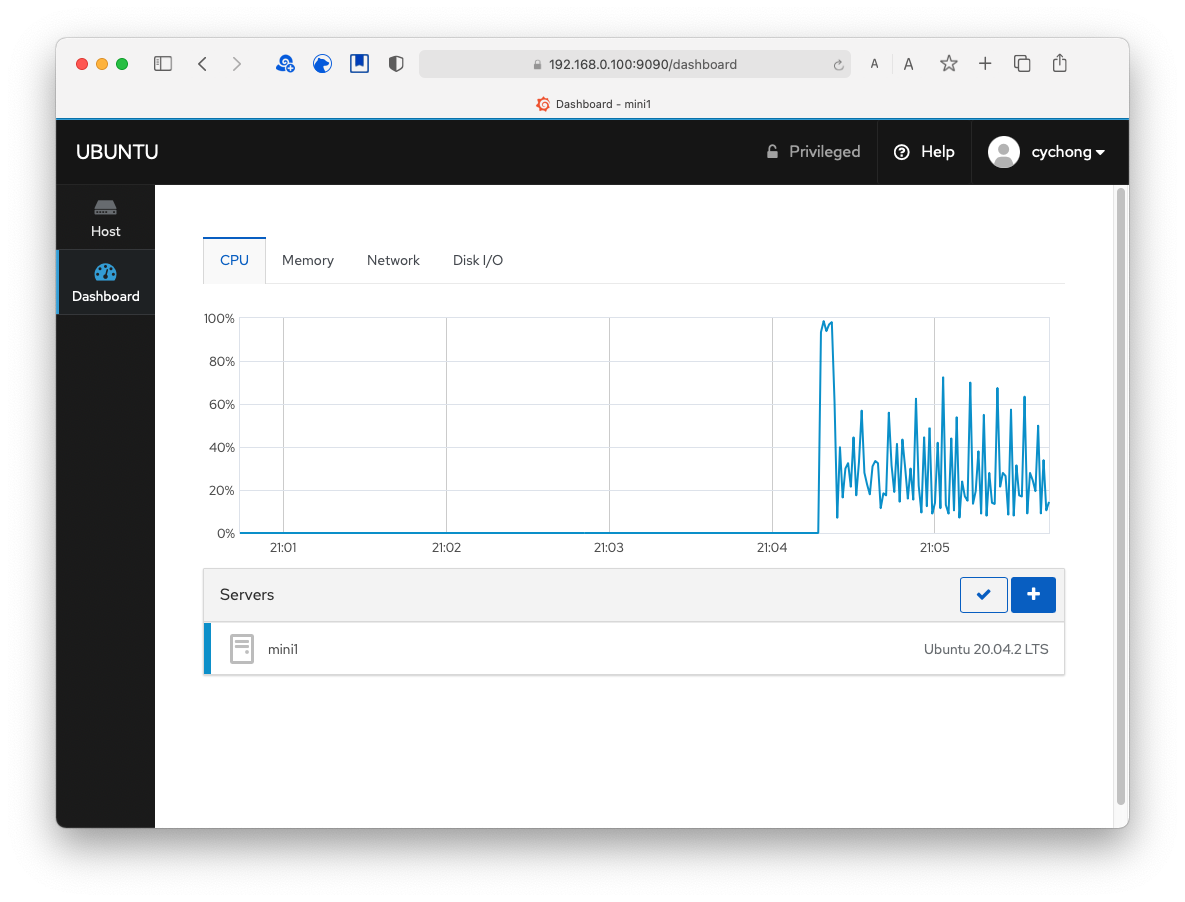 192.168.0.100:9090/dashboard
A A
Dashboard - mini1
UBUNTU
Privileged
Help
cychong
Host
Dashboard
CPU Memory Network Disk I/O
100%
80%
60%
40%
20%
0%
21:01 21:02 21:03 21:04 21:05
Servers
mini1
Ubuntu 20.04.2 LTS